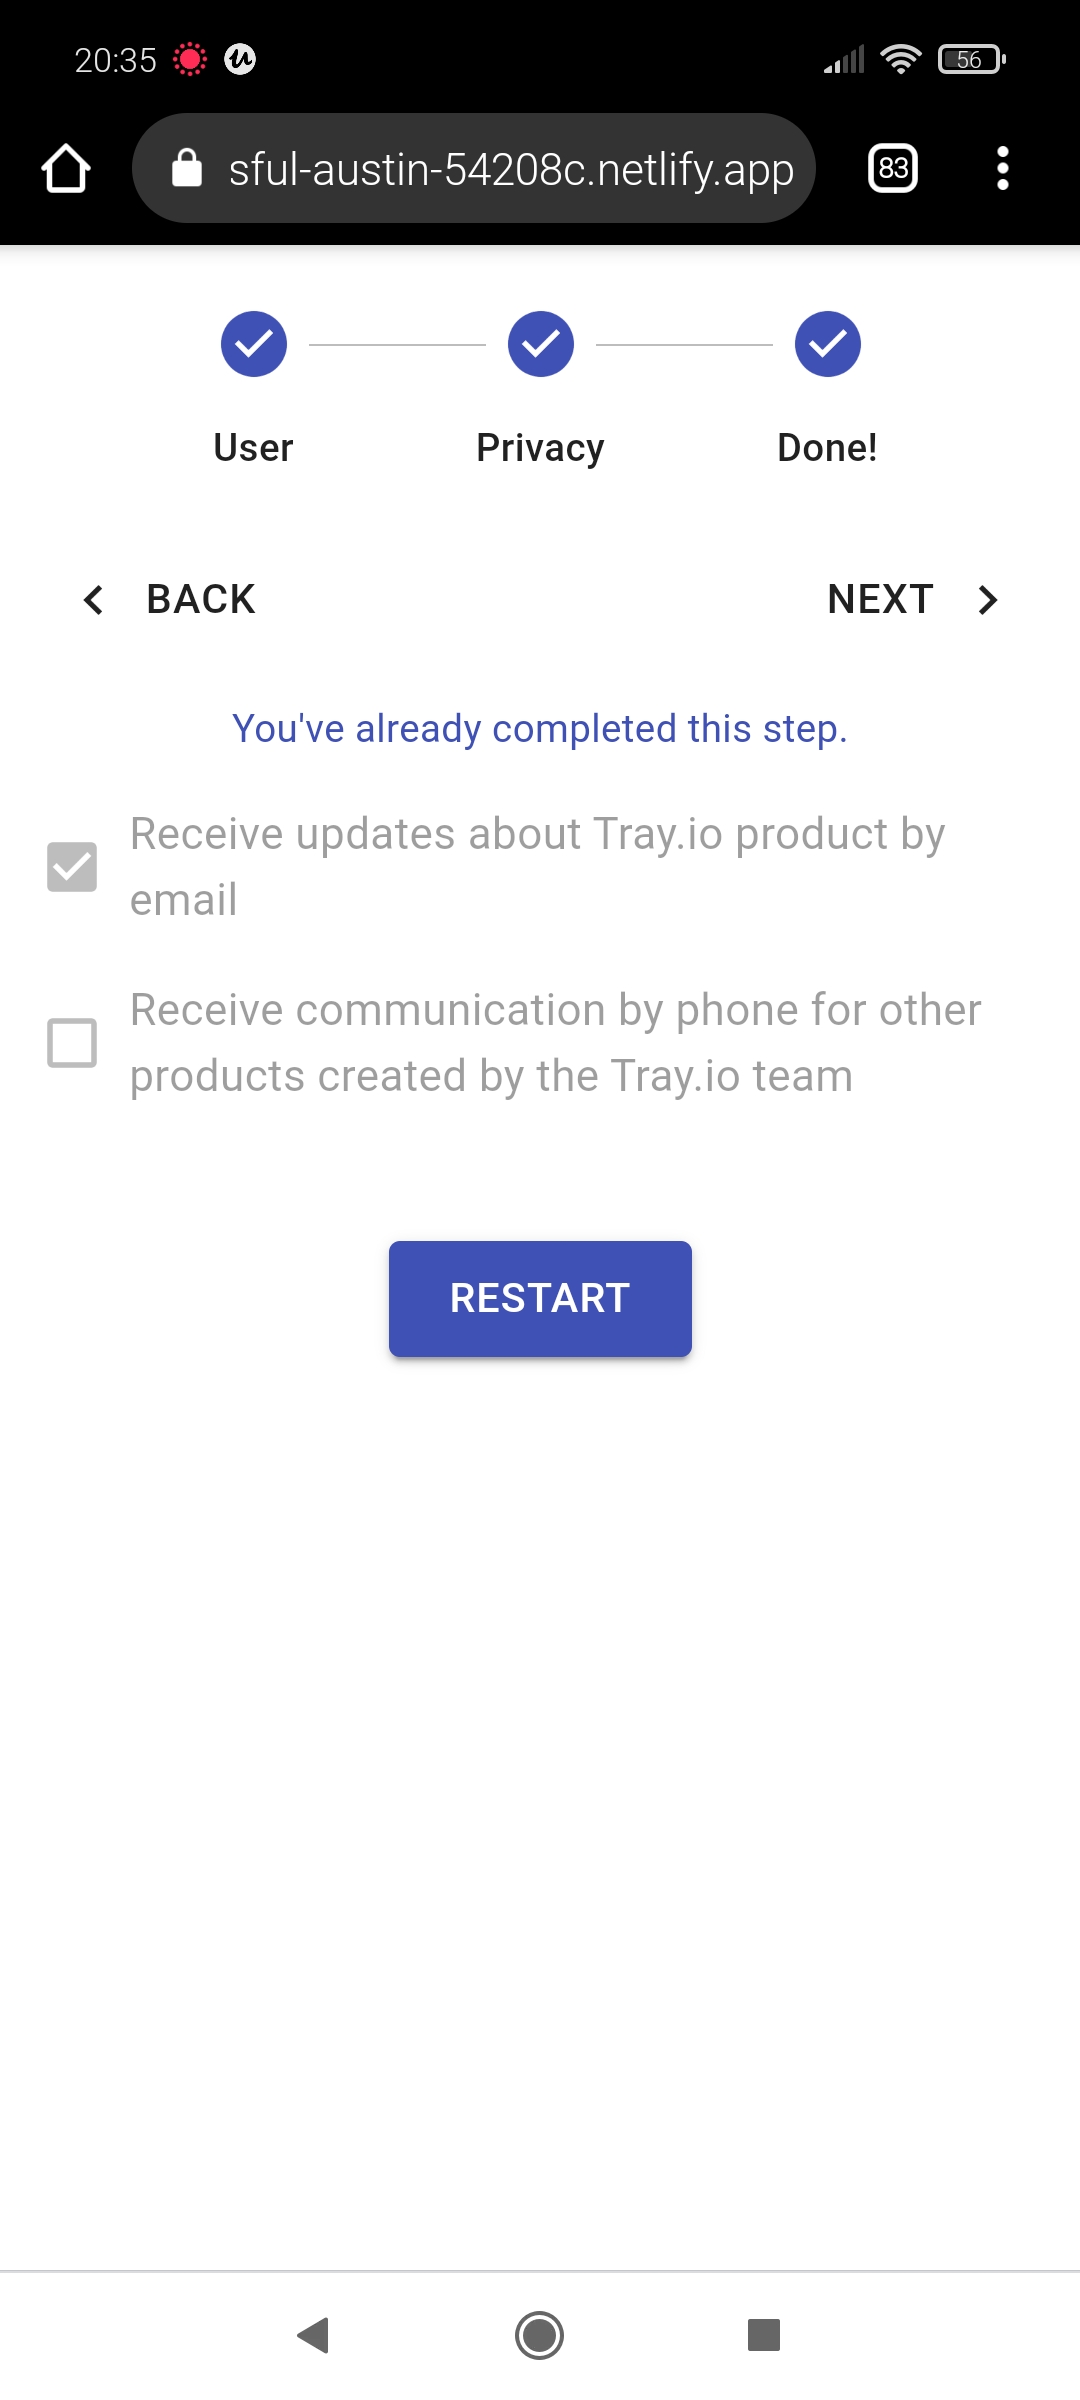 20:35 56
sful-austin-54208c.netlify.app 83
User Privacy Done!
BACK NEXT
You've already completed this step.
Receive updates about Tray.io product by
email
Receive communication by phone for other
products created by the Tray.io team
RESTART